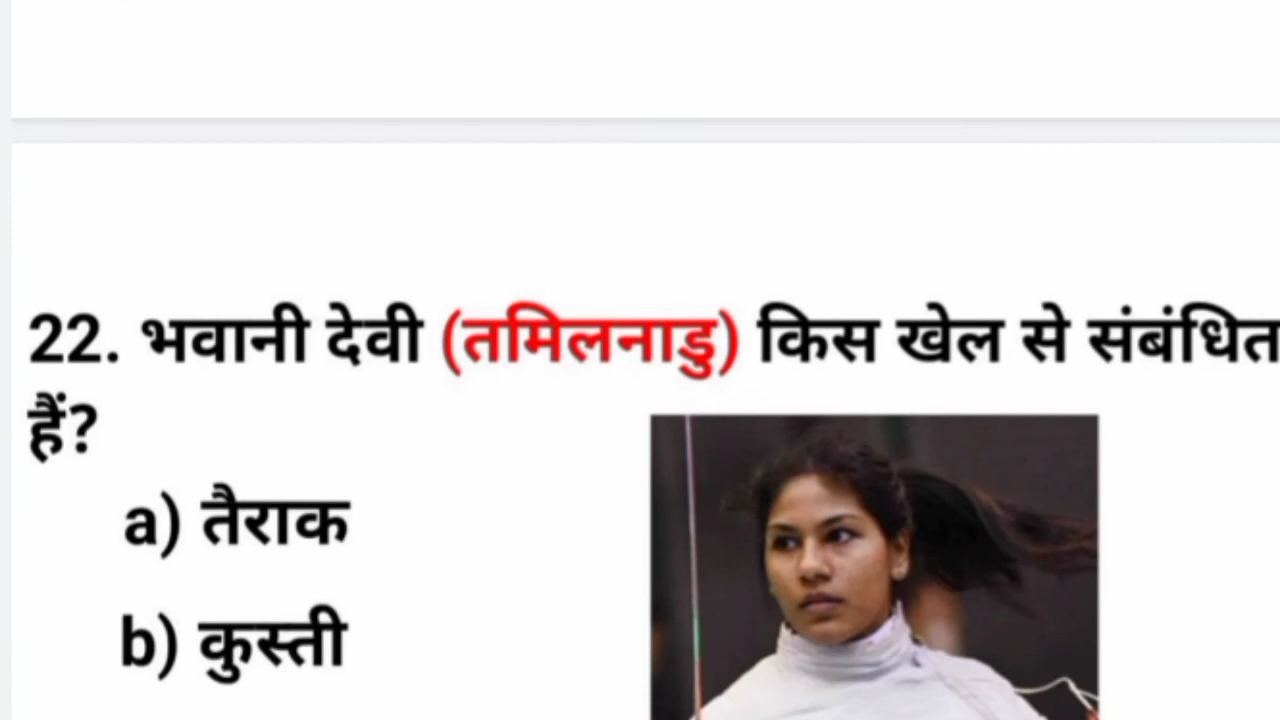 22. भवानी देवी (तमिलनाडु) किस खेल से संबंधित
हैं?
a) तैराक
b) कुस्ती